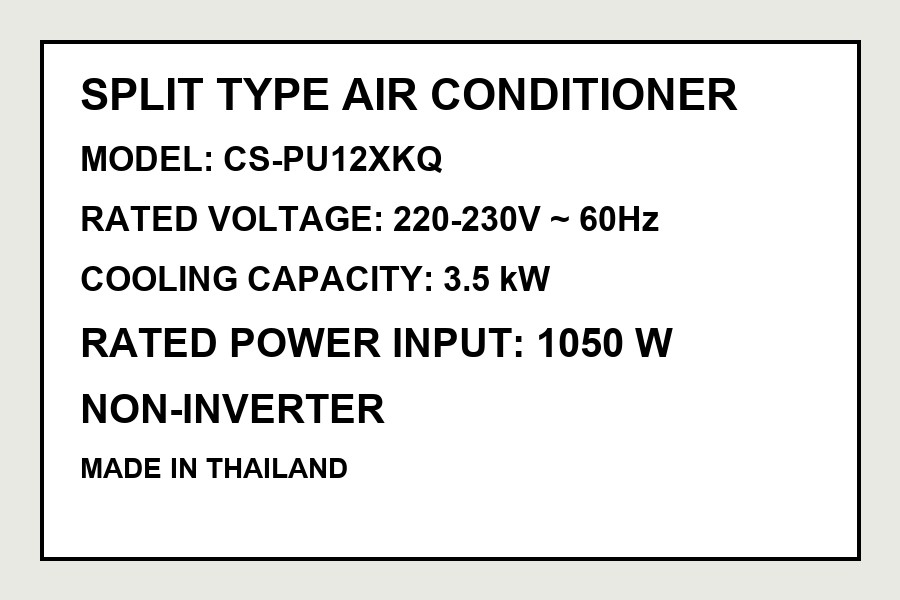 SPLIT TYPE AIR CONDITIONER
MODEL: CS-PU12XKQ
RATED VOLTAGE: 220-230V ~ 60Hz
COOLING CAPACITY: 3.5 kW
RATED POWER INPUT: 1050 W
NON-INVERTER
MADE IN THAILAND